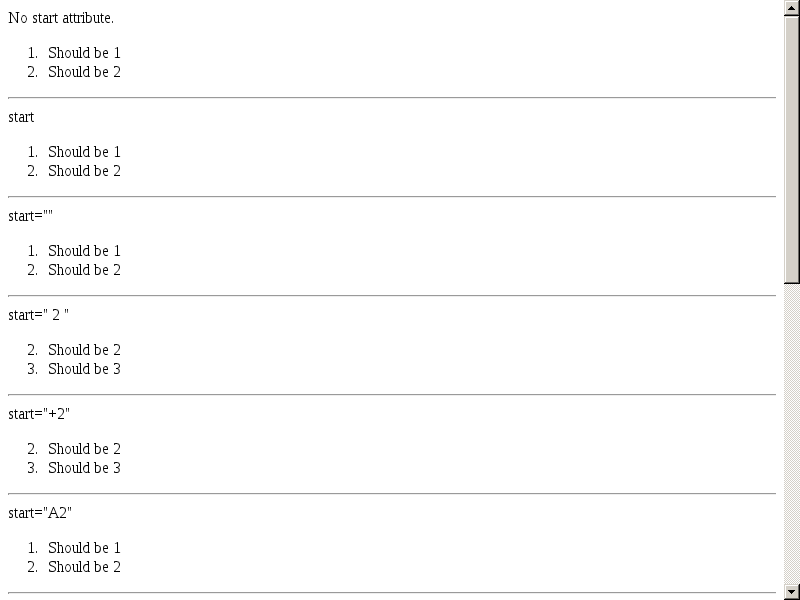 No start attribute.
1. Should be 1
2. Should be 2
start
1. Should be 1
2. Should be 2
start=""
1. Should be 1
2. Should be 2
start=" 2 "
2. Should be 2
3. Should be 3
start="+2"
2. Should be 2
3. Should be 3
start="A2"
1. Should be 1
2. Should be 2